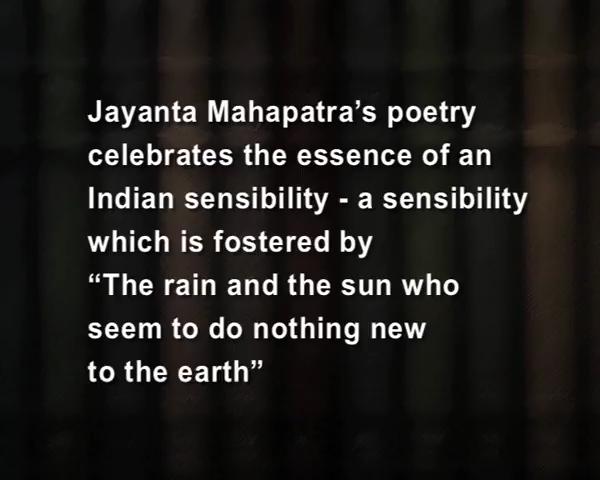 Jayanta Mahapatra’s poetry
celebrates the essence of an
Indian sensibility - a sensibility
which is fostered by
“The rain and the sun who
seem to do nothing new
to the earth”